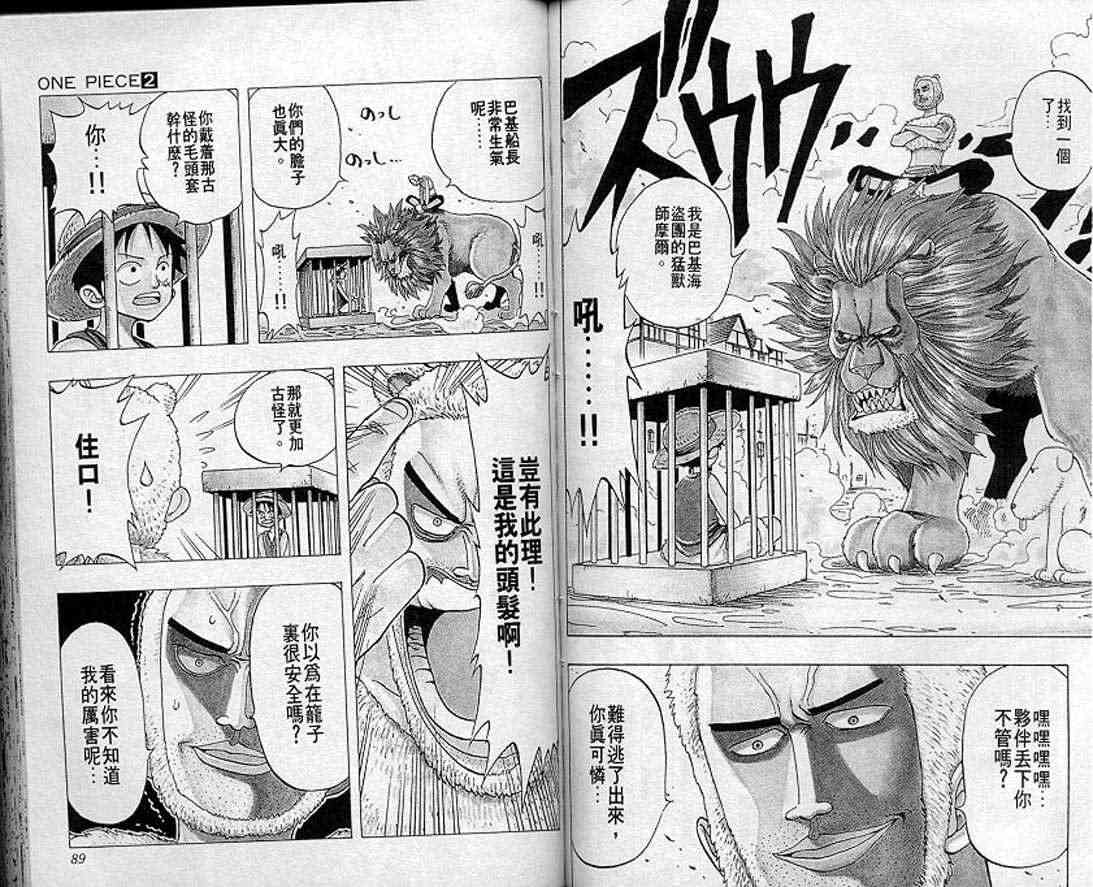 找到一個
了…
ズウウ…
我是巴基海
盜團的猛獸
師摩爾。
吼……!!
嘿嘿嘿嘿…
夥伴丟下你
不管嗎？
難得逃了出來，
你眞可憐…
ONE PIECE 2
巴基船長
非常生氣
呢……
のっし
のっし…
你們的膽子
也眞大。
吼…!!
吼…!!
你戴着那古
怪的毛頭套
幹什麼？
你…!!
豈有此理！
這是我的頭髮啊！
那就更加
古怪了。
住口！
你以爲在籠子
裏很安全嗎？
看來你不知道
我的厲害呢…
89